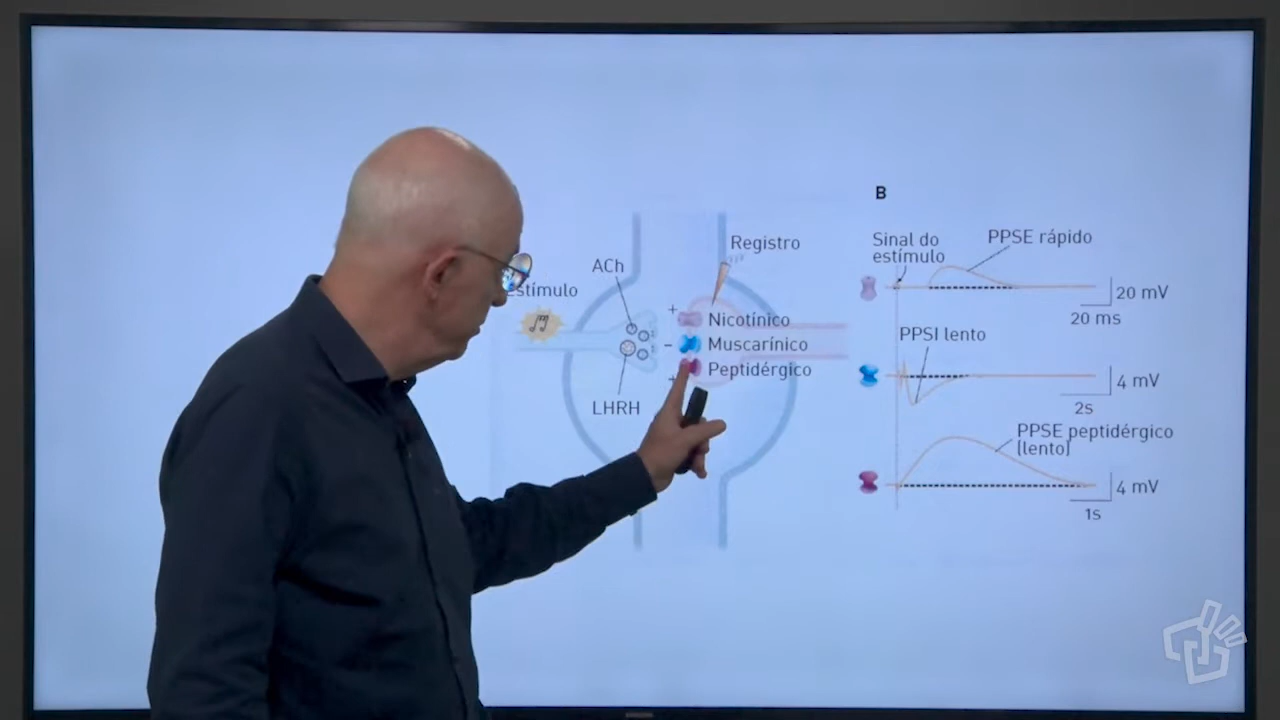 Estímulo
ACh
LHRH
Registro
+
Nicotínico
–
Muscarínico
Peptidérgico
+
B
Sinal do
estímulo
PPSE rápido
20 mV
20 ms
PPSI lento
4 mV
2s
PPSE peptidérgico
(lento)
4 mV
1s